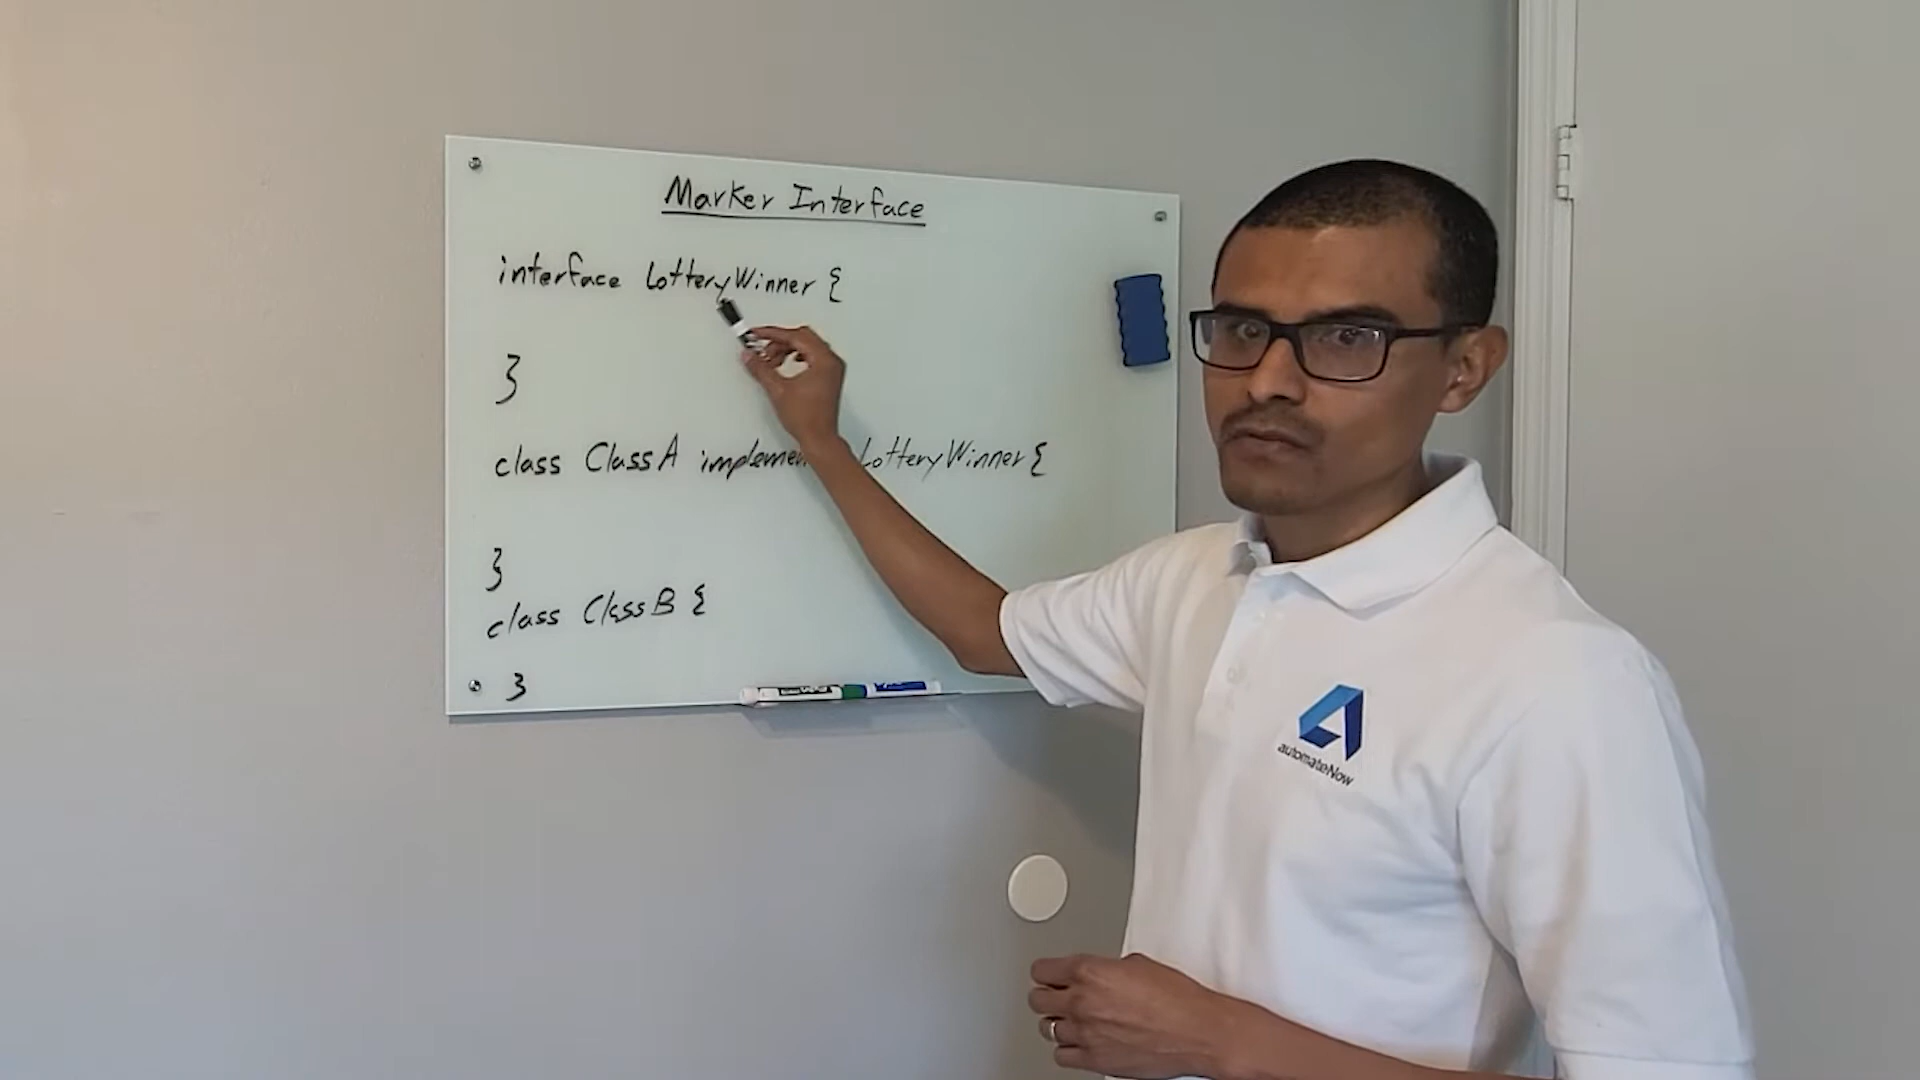 Marker Interface
interface LotteryWinner {
}
class ClassA implemen LotteryWinner {
}
class ClassB {
}
automateNow